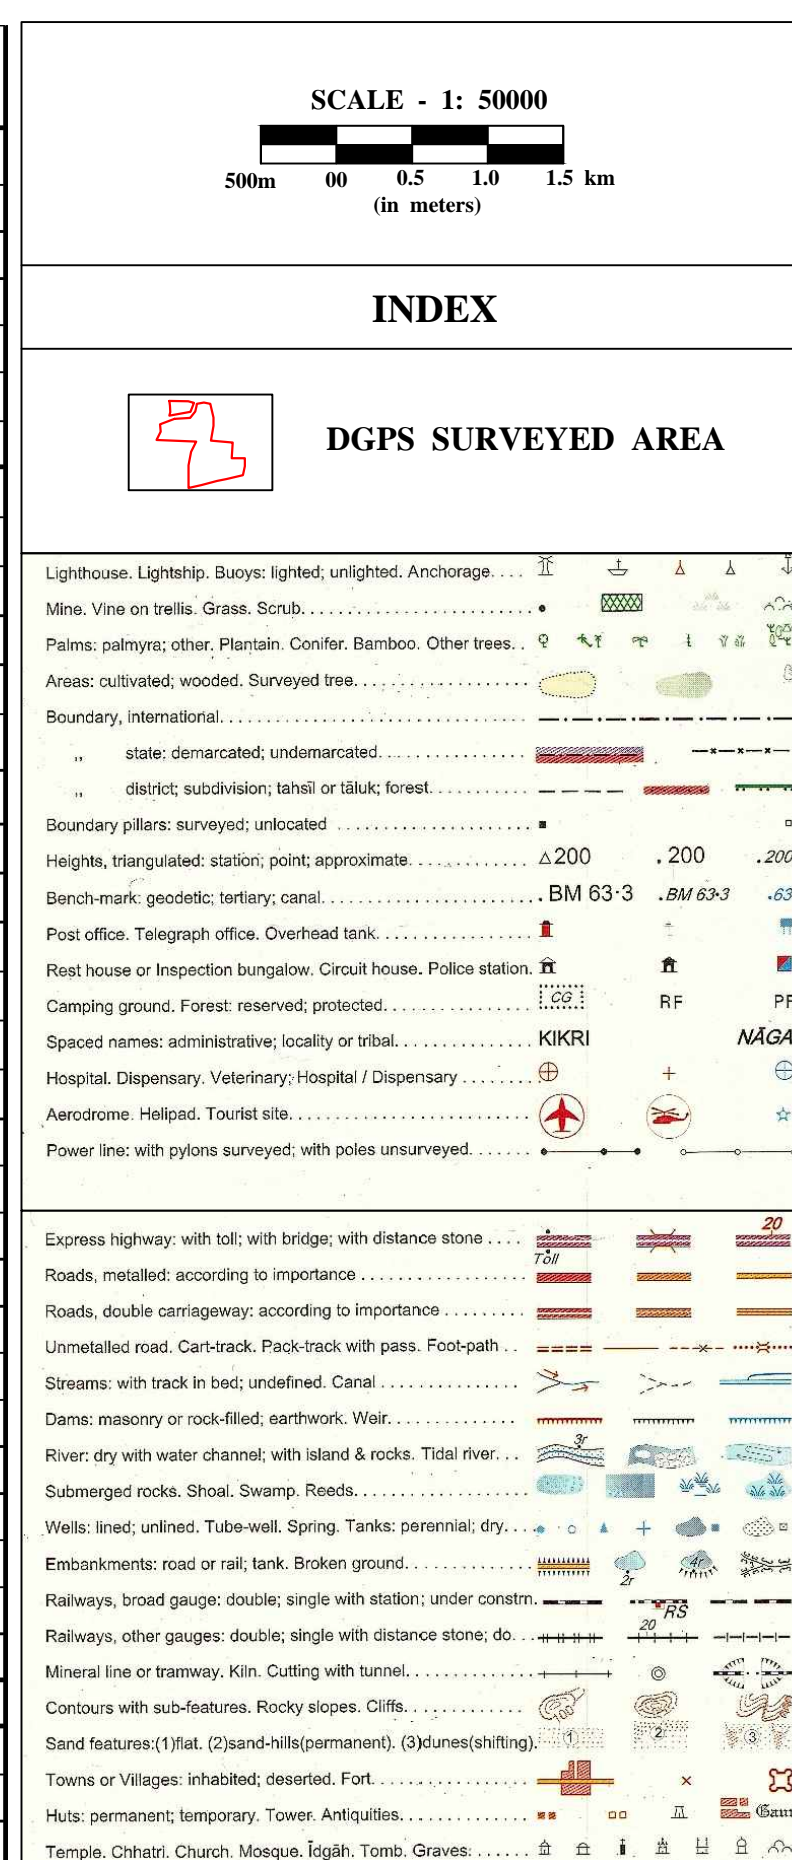 SCALE - 1: 50000
500m 00 0.5 1.0 1.5 km
(in meters)
INDEX
DGPS SURVEYED AREA
Lighthouse. Lightship. Buoys: lighted; unlighted. Anchorage....
Mine. Vine on trellis. Grass. Scrub..........................
Palms: palmyra; other. Plantain. Conifer. Bamboo. Other trees..
Areas: cultivated; wooded. Surveyed tree....................
Boundary, international....................................
,, state: demarcated; undemarcated.................
,, district; subdivision; tahsīl or tāluk; forest...........
Boundary pillars: surveyed; unlocated ....................
Heights, triangulated: station; point; approximate............. △200 .200 .200
Bench-mark: geodetic; tertiary; canal........................ .BM 63·3 .BM 63·3 .63
Post office. Telegraph office. Overhead tank.................
Rest house or Inspection bungalow. Circuit house. Police station.
Camping ground. Forest: reserved; protected................. CG RF PF
Spaced names: administrative; locality or tribal............... KIKRI NĀGA
Hospital. Dispensary. Veterinary: Hospital / Dispensary ........
Aerodrome. Helipad. Tourist site...........................
Power line: with pylons surveyed; with poles unsurveyed.......
Express highway: with toll; with bridge; with distance stone .... Toll 20
Roads, metalled: according to importance ..................
Roads, double carriageway: according to importance .........
Unmetalled road. Cart-track. Pack-track with pass. Foot-path ..
Streams: with track in bed; undefined. Canal ................
Dams: masonry or rock-filled; earthwork. Weir..............
River: dry with water channel; with island & rocks. Tidal river... 3r
Submerged rocks. Shoal. Swamp. Reeds...................
Wells: lined; unlined. Tube-well. Spring. Tanks: perennial; dry....
Embankments: road or rail; tank. Broken ground.............. 2r 4r
Railways, broad gauge: double; single with station; under constrn. RS
Railways, other gauges: double; single with distance stone; do... 20
Mineral line or tramway. Kiln. Cutting with tunnel.............
Contours with sub-features. Rocky slopes. Cliffs.............
Sand features:(1)flat. (2)sand-hills(permanent). (3)dunes(shifting). 1 2 3
Towns or Villages: inhabited; deserted. Fort.................
Huts: permanent; temporary. Tower. Antiquities..............
Temple. Chhatri. Church. Mosque. Īdgāh. Tomb. Graves: ......